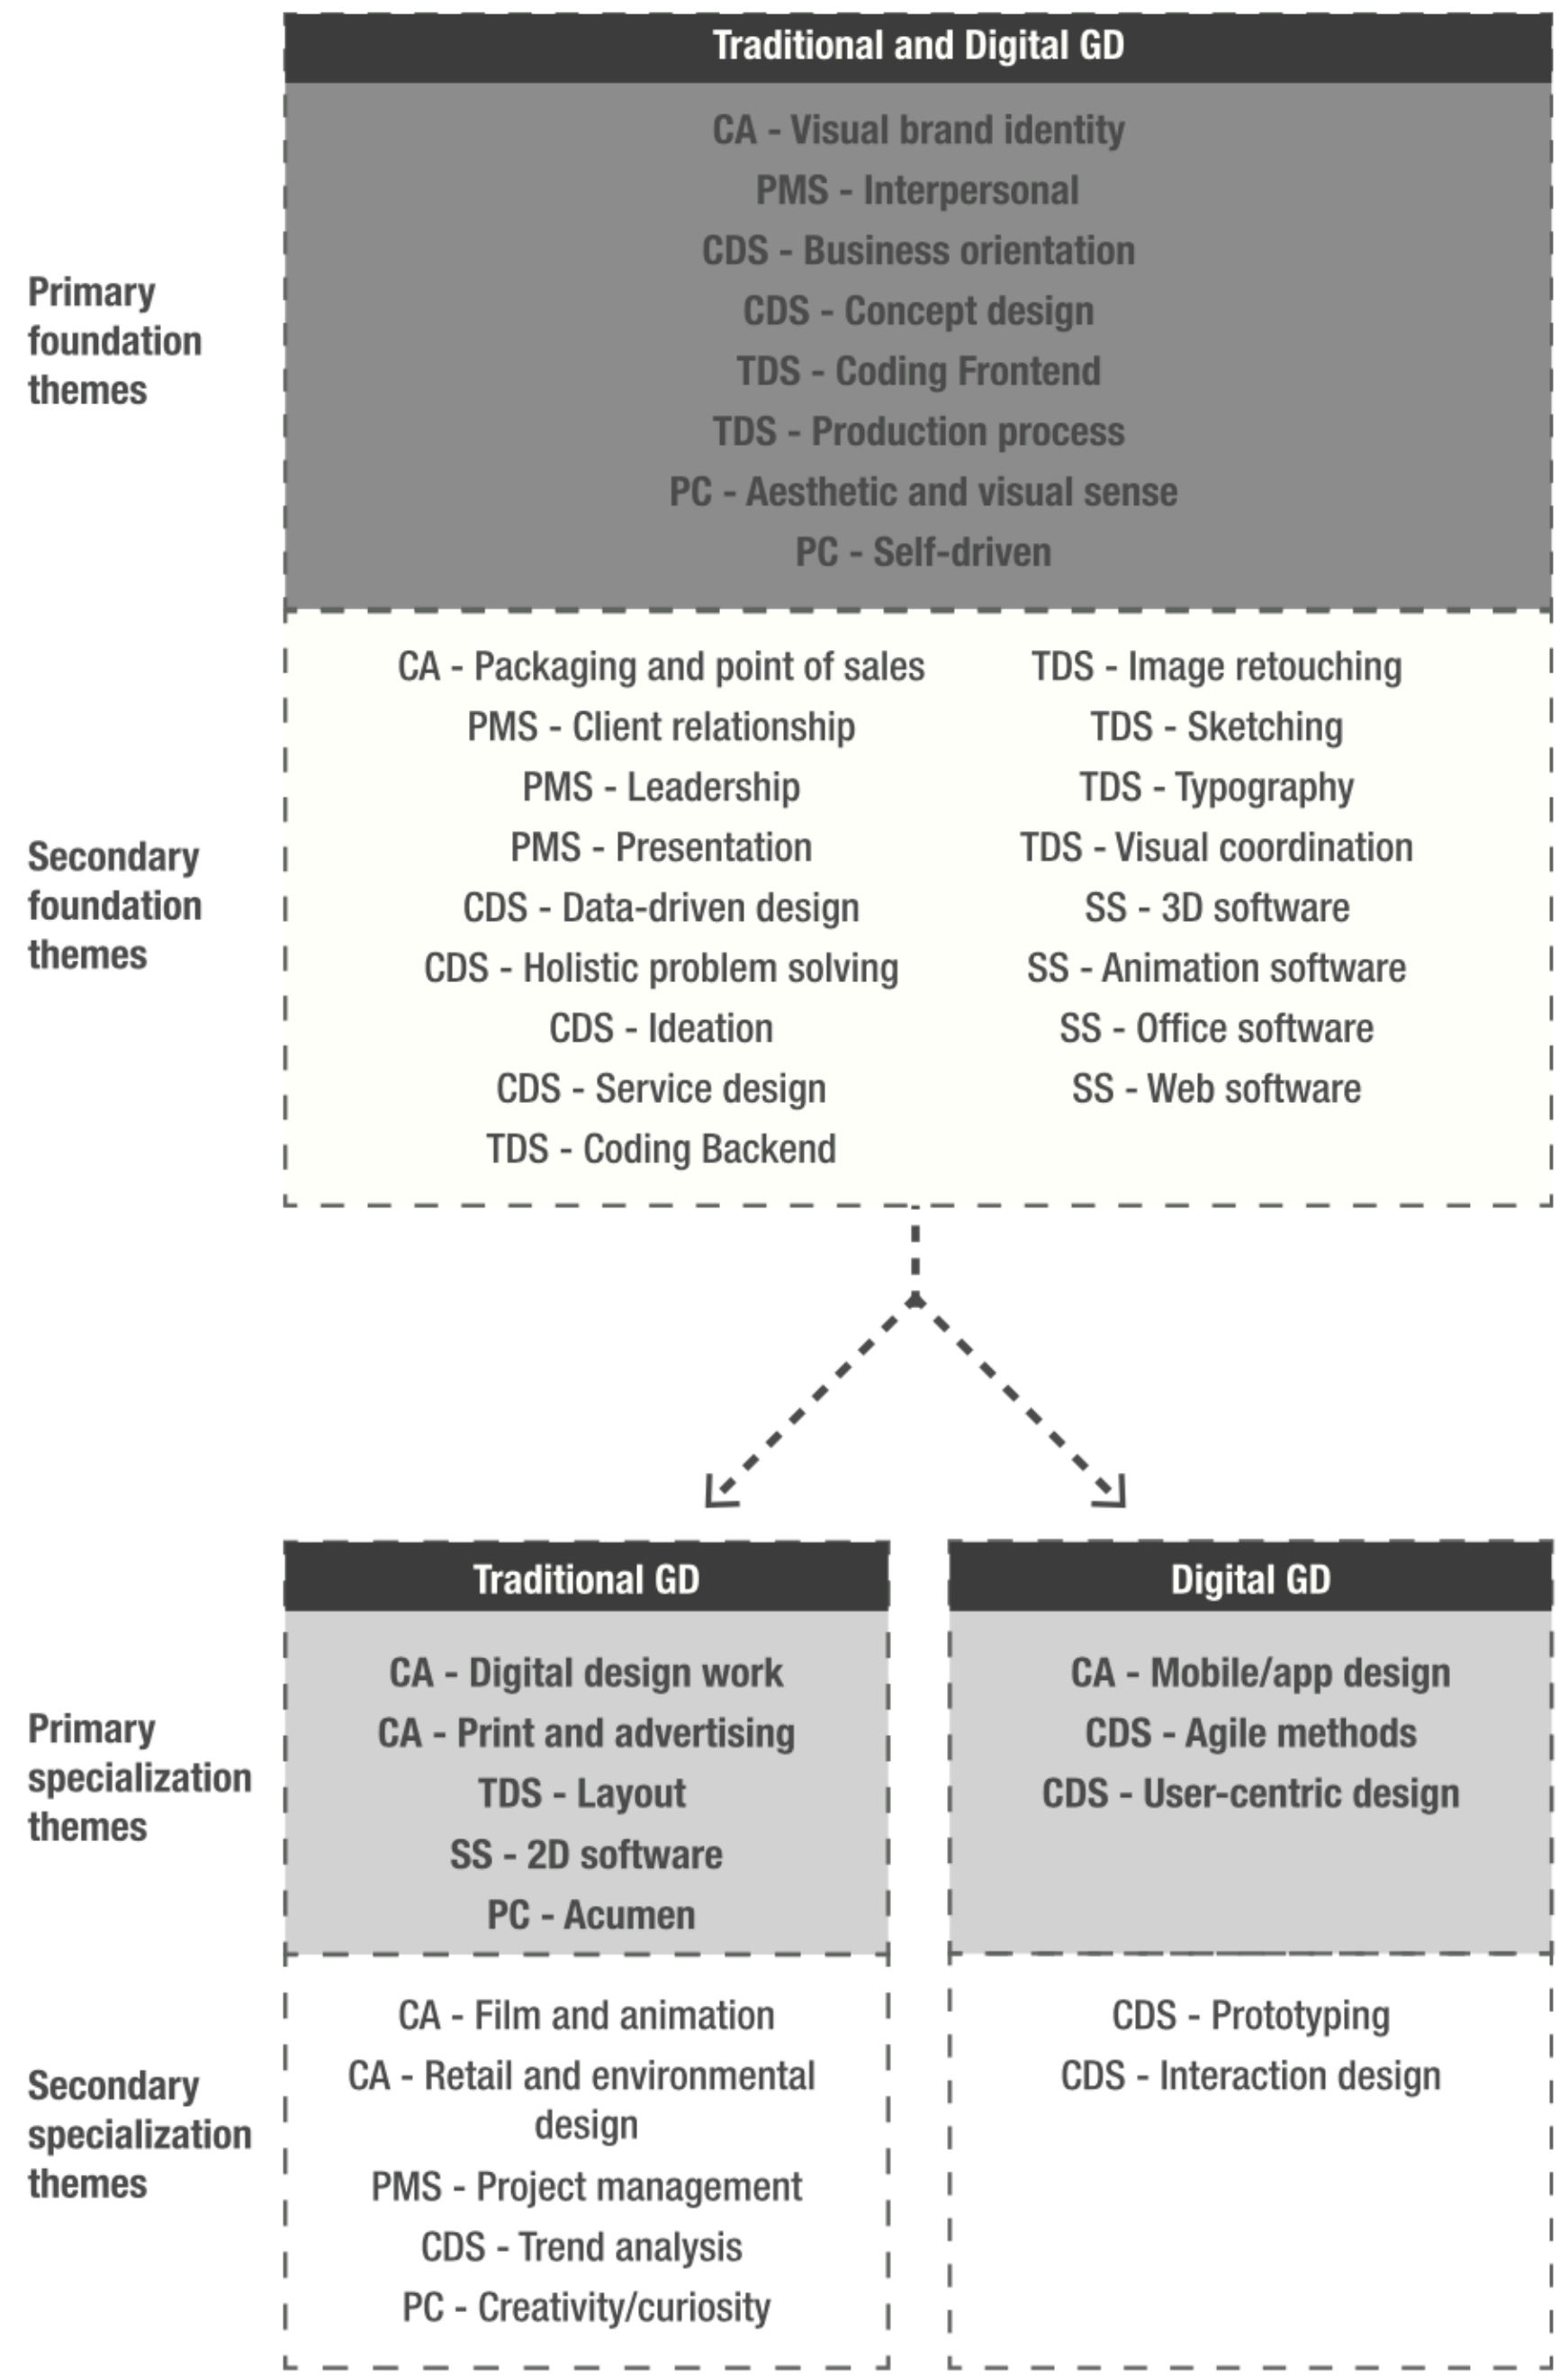 Traditional and Digital GD
Primary
foundation
themes
CA - Visual brand identity
PMS - Interpersonal
CDS - Business orientation
CDS - Concept design
TDS - Coding Frontend
TDS - Production process
PC - Aesthetic and visual sense
PC - Self-driven
Secondary
foundation
themes
CA - Packaging and point of sales
PMS - Client relationship
PMS - Leadership
PMS - Presentation
CDS - Data-driven design
CDS - Holistic problem solving
CDS - Ideation
CDS - Service design
TDS - Coding Backend
TDS - Image retouching
TDS - Sketching
TDS - Typography
TDS - Visual coordination
SS - 3D software
SS - Animation software
SS - Office software
SS - Web software
Traditional GD
Digital GD
Primary
specialization
themes
CA - Digital design work
CA - Print and advertising
TDS - Layout
SS - 2D software
PC - Acumen
CA - Mobile/app design
CDS - Agile methods
CDS - User-centric design
Secondary
specialization
themes
CA - Film and animation
CA - Retail and environmental
design
PMS - Project management
CDS - Trend analysis
PC - Creativity/curiosity
CDS - Prototyping
CDS - Interaction design